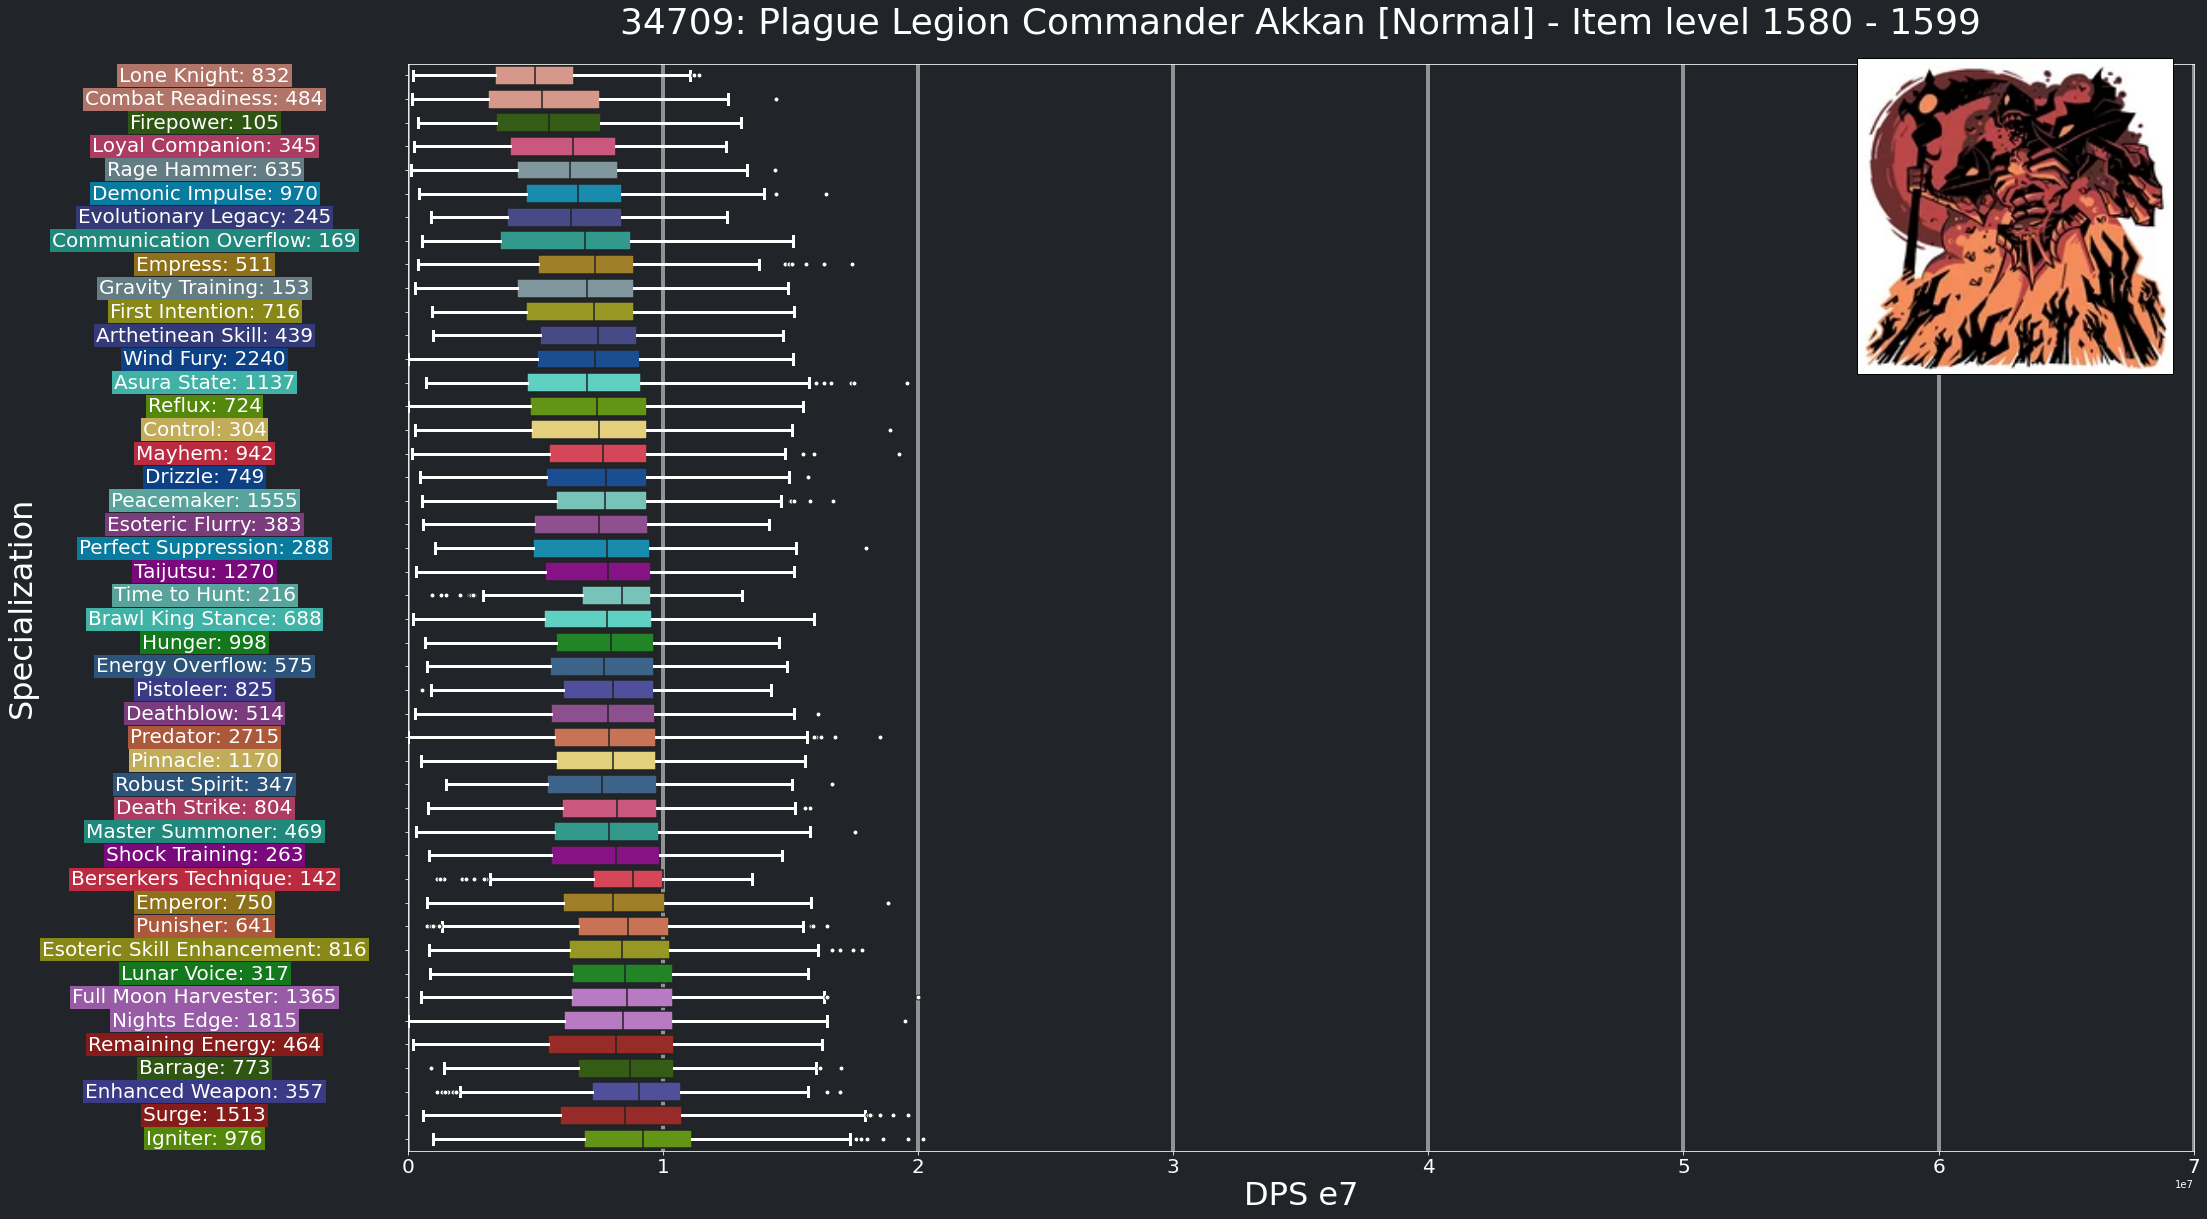 34709: Plague Legion Commander Akkan [Normal] - Item level 1580 - 1599
Lone Knight: 832
Combat Readiness: 484
Firepower: 105
Loyal Companion: 345
Rage Hammer: 635
Demonic Impulse: 970
Evolutionary Legacy: 245
Communication Overflow: 169
Empress: 511
Gravity Training: 153
First Intention: 716
Arthetinean Skill: 439
Wind Fury: 2240
Asura State: 1137
Reflux: 724
Control: 304
Mayhem: 942
Drizzle: 749
Peacemaker: 1555
Esoteric Flurry: 383
Perfect Suppression: 288
Taijutsu: 1270
Time to Hunt: 216
Brawl King Stance: 688
Hunger: 998
Energy Overflow: 575
Pistoleer: 825
Deathblow: 514
Predator: 2715
Pinnacle: 1170
Robust Spirit: 347
Death Strike: 804
Master Summoner: 469
Shock Training: 263
Berserkers Technique: 142
Emperor: 750
Punisher: 641
Esoteric Skill Enhancement: 816
Lunar Voice: 317
Full Moon Harvester: 1365
Nights Edge: 1815
Remaining Energy: 464
Barrage: 773
Enhanced Weapon: 357
Surge: 1513
Igniter: 976
Specialization
0 1 2 3 4 5 6 7
1e7
DPS e7